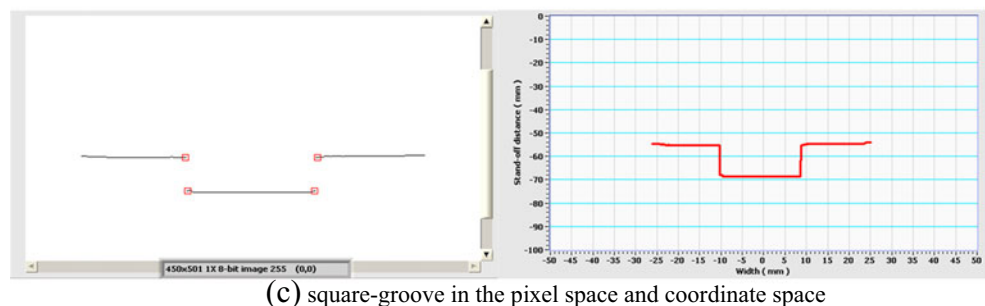 450x501 1X 8-bit image 255 (0,0)
Stand-off distance ( mm )
0
-10
-20
-30
-40
-50
-60
-70
-80
-90
-100
-50 -45 -40 -35 -30 -25 -20 -15 -10 -5 0 5 10 15 20 25 30 35 40 45 50
Width ( mm )
(c) square-groove in the pixel space and coordinate space